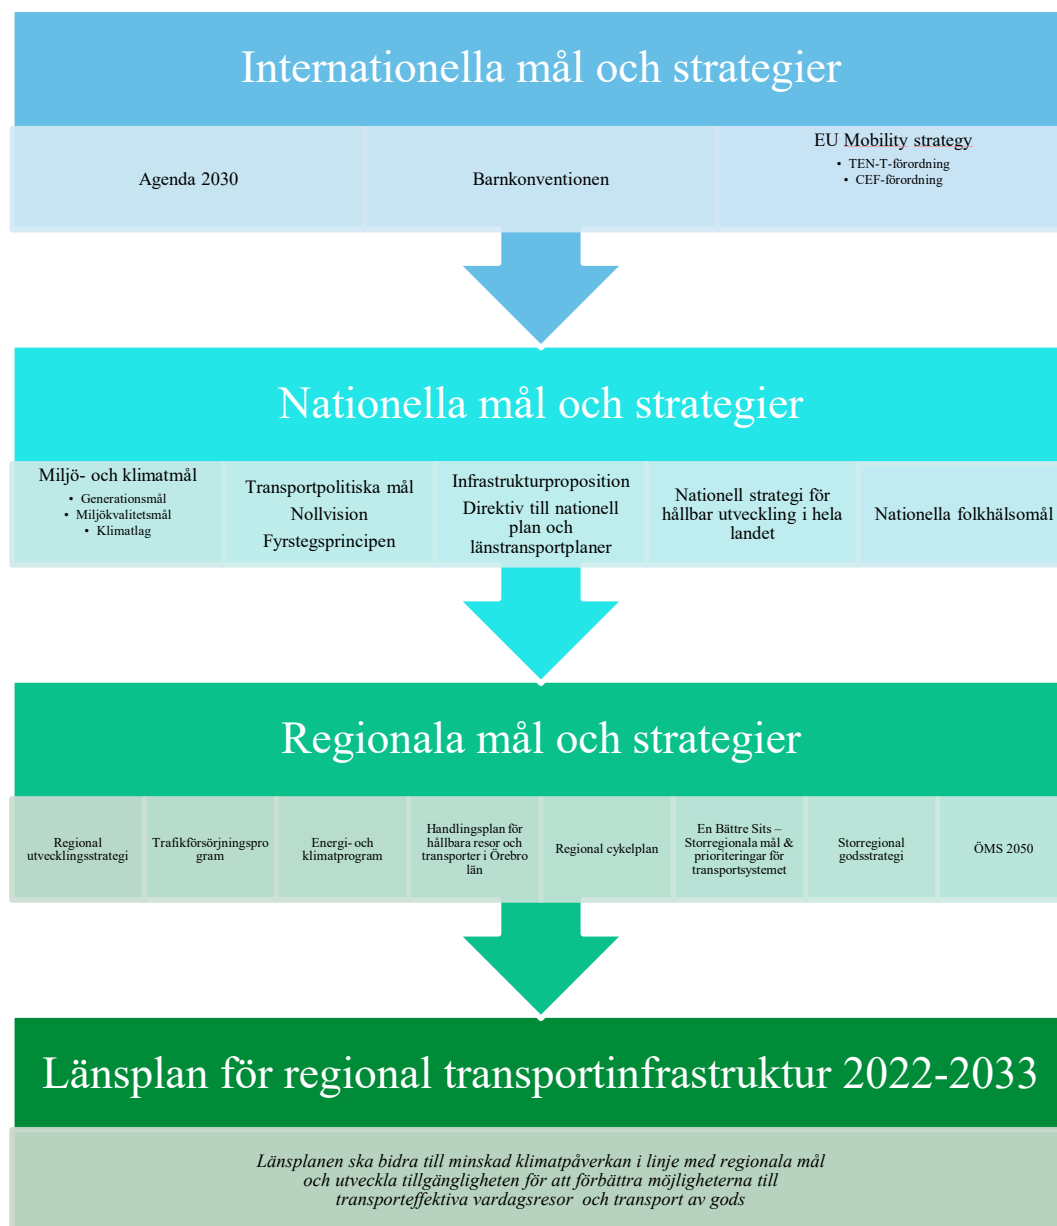 Internationella mål och strategier
Agenda 2030
Barnkonventionen
EU Mobility strategy
• TEN-T-förordning
• CEF-förordning
Nationella mål och strategier
Miljö- och klimatmål
• Generationsmål
• Miljökvalitetsmål
• Klimatlag
Transportpolitiska mål
Nollvision
Fyrstegsprincipen
Infrastrukturproposition
Direktiv till nationell
plan och
länstransportplaner
Nationell strategi för
hållbar utveckling i hela
landet
Nationella folkhälsomål
Regionala mål och strategier
Regional
utvecklingsstrategi
Trafikförsörjningspro
gram
Energi- och
klimatprogram
Handlingsplan för
hållbara resor och
transporter i Örebro
län
Regional cykelplan
En Bättre Sits –
Storregionala mål &
prioriteringar för
transportsystemet
Storregional
godsstrategi
ÖMS 2050
Länsplan för regional transportinfrastruktur 2022-2033
Länsplanen ska bidra till minskad klimatpåverkan i linje med regionala mål
och utveckla tillgängligheten för att förbättra möjligheterna till
transporteffektiva vardagsresor och transport av gods